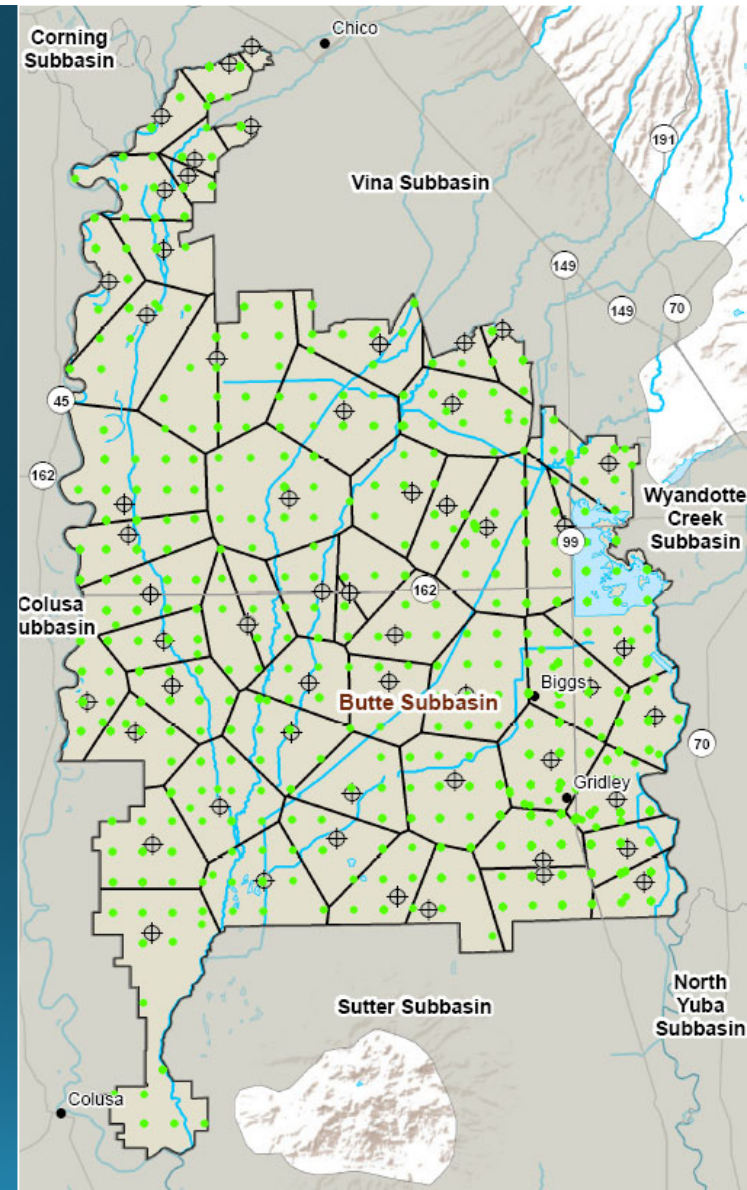 Chico
Corning
Subbasin
191
Vina Subbasin
149
149
70
45
162
Wyandotte
Creek
Subbasin
99
162
Colusa
ubbasin
Biggs
Butte Subbasin
70
Gridley
North
Yuba
Subbasin
Sutter Subbasin
Colusa